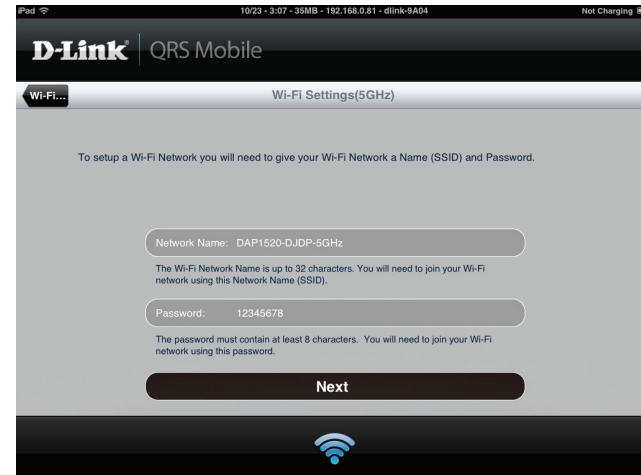 iPad 10/23 - 3:07 - 35MB - 192.168.0.81 - dlink-9A04 Not Charging
D-Link QRS Mobile
Wi-Fi... Wi-Fi Settings(5GHz)
To setup a Wi-Fi Network you will need to give your Wi-Fi Network a Name (SSID) and Password.
Network Name: DAP1520-DJDP-5GHz
The Wi-Fi Network Name is up to 32 characters. You will need to join your Wi-Fi
network using this Network Name (SSID).
Password: 12345678
The password must contain at least 8 characters. You will need to join your Wi-Fi
network using this password.
Next